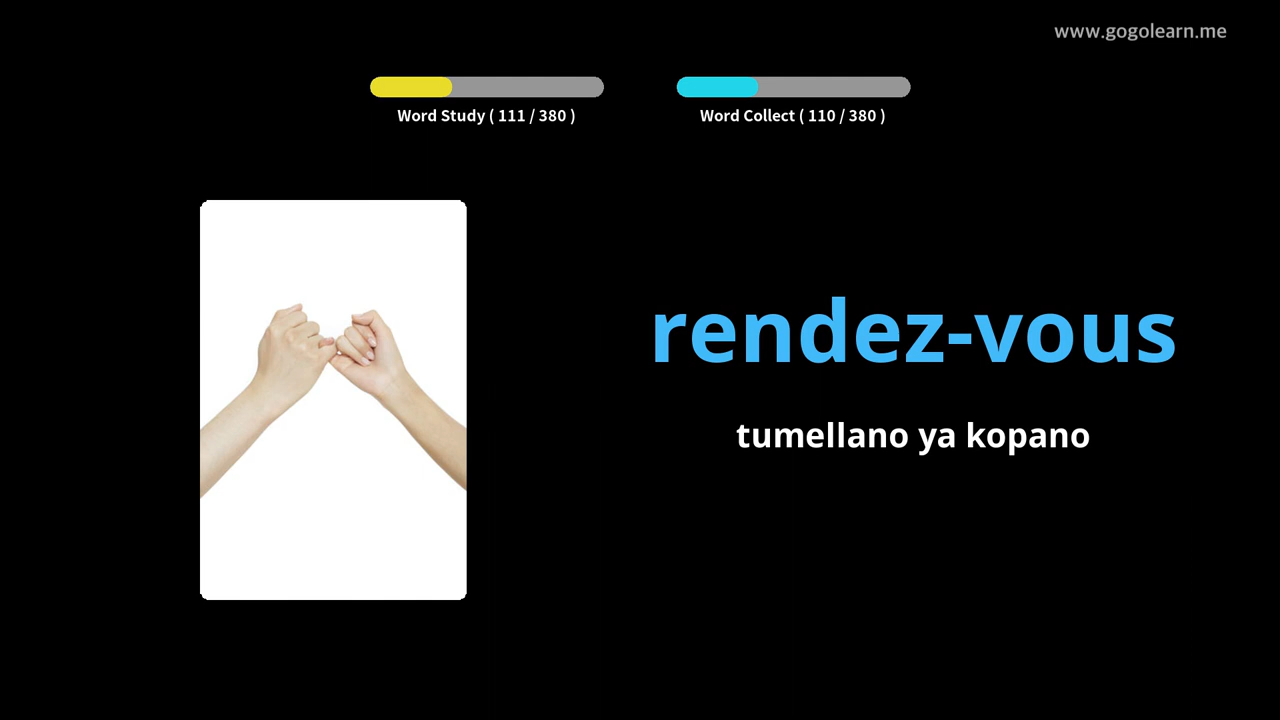 www.gogolearn.me
Word Study ( 111 / 380 )
Word Collect ( 110 / 380 )
rendez-vous
tumellano ya kopano